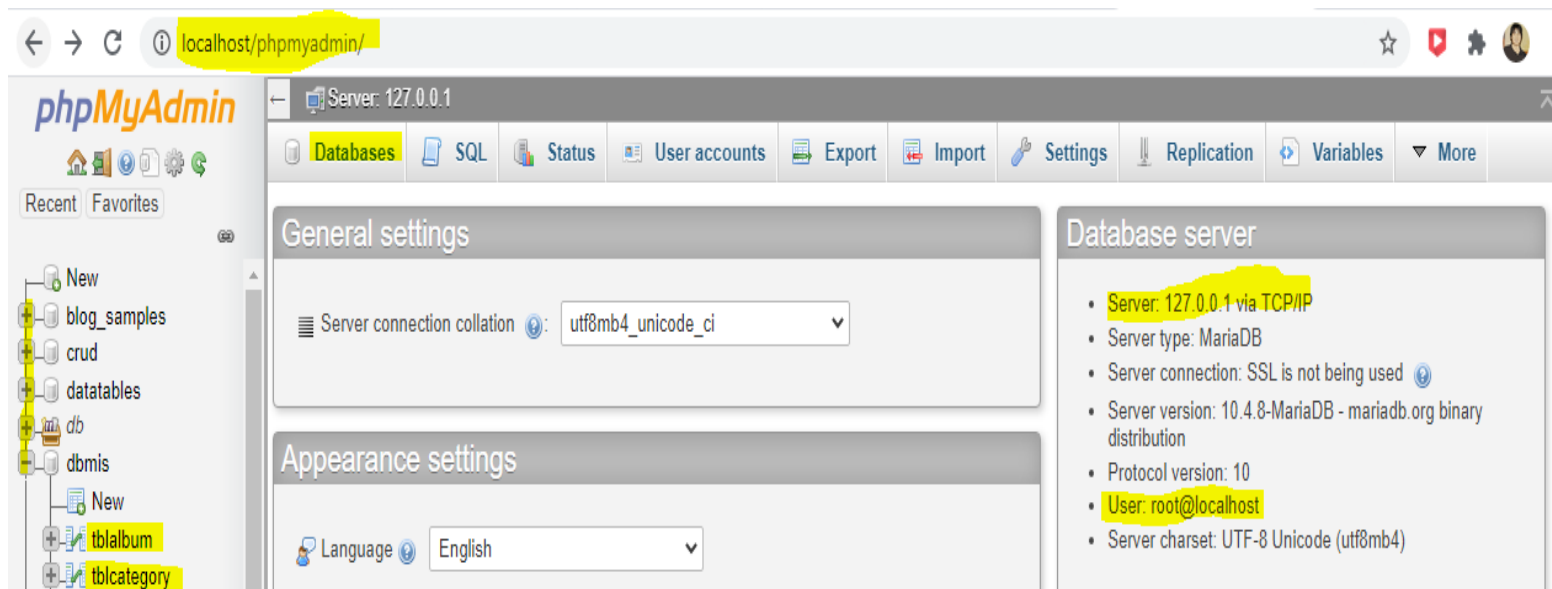 localhost/phpmyadmin/
phpMyAdmin
Recent Favorites
New
blog_samples
crud
datatables
db
dbmis
New
tblalbum
tblcategory
Server: 127.0.0.1
Databases SQL Status User accounts Export Import Settings Replication Variables More
General settings
Server connection collation : utf8mb4_unicode_ci
Appearance settings
Language English
Database server
Server: 127.0.0.1 via TCP/IP
Server type: MariaDB
Server connection: SSL is not being used
Server version: 10.4.8-MariaDB - mariadb.org binary
distribution
Protocol version: 10
User: root@localhost
Server charset: UTF-8 Unicode (utf8mb4)